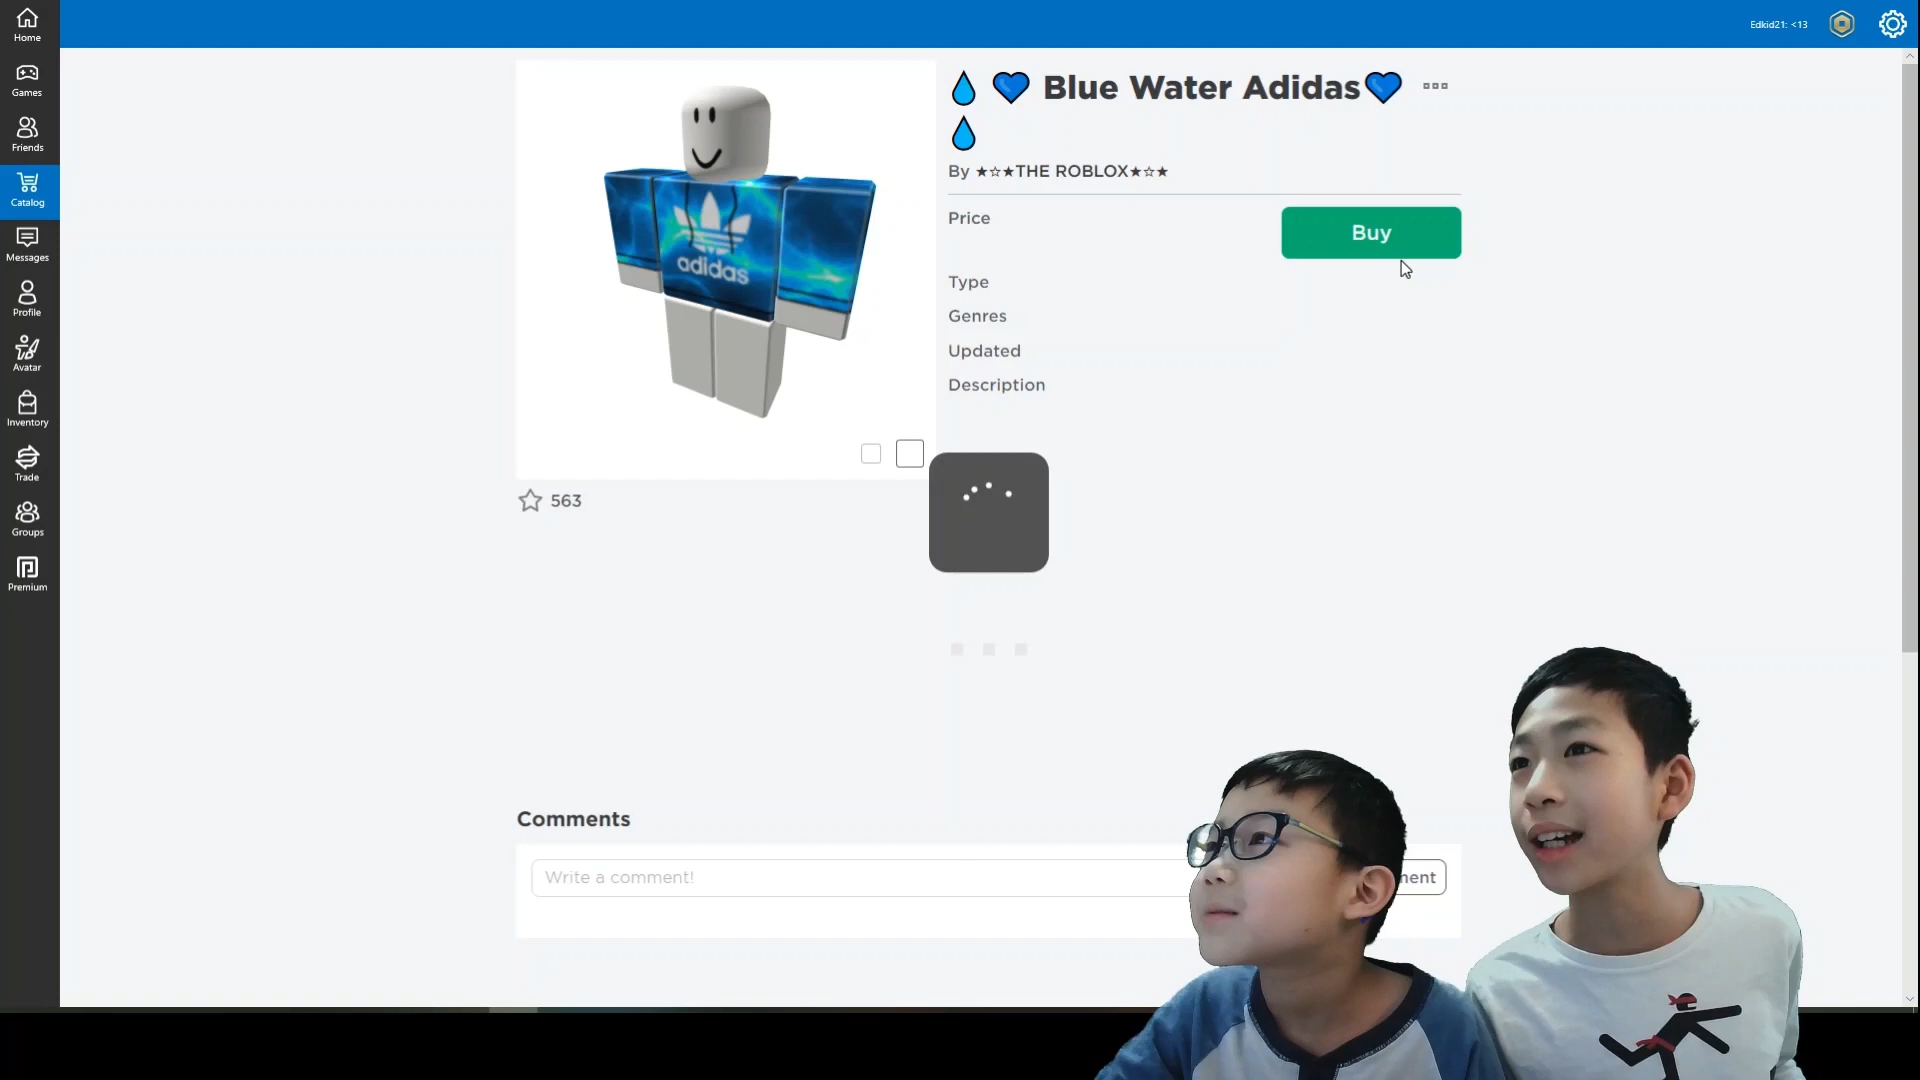 Home
Games
Friends
Catalog
Messages
Profile
Avatar
Inventory
Trade
Groups
Premium
Edkid21: <13
adidas
💧 💙 Blue Water Adidas💙
💧
By ★☆★THE ROBLOX★☆★
Price
Buy
Type
Genres
Updated
Description
563
Comments
Write a comment!
ment